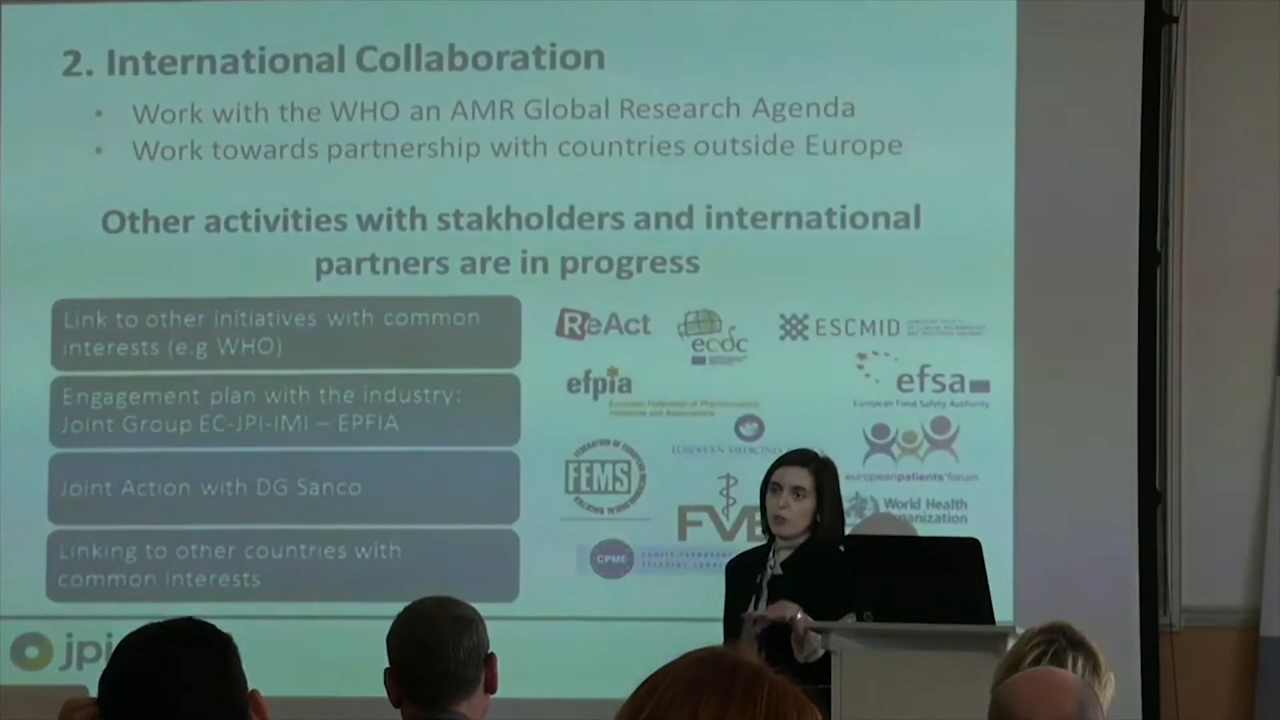 2. International Collaboration
• Work with the WHO an AMR Global Research Agenda
• Work towards partnership with countries outside Europe
Other activities with stakholders and international
partners are in progress
Link to other initiatives with common
interests (e.g WHO)
Engagement plan with the industry:
Joint Group EC-JPI-IMI – EPFIA
Joint Action with DG Sanco
Linking to other countries with
common interests
ReAct
ecdc
ESCMID
efpia
efsa
European Food Safety Authority
EUROPEAN MEDICINES
FEMS
europeanpatients'forum
FVE
World Health
Organization
CPME
jpi